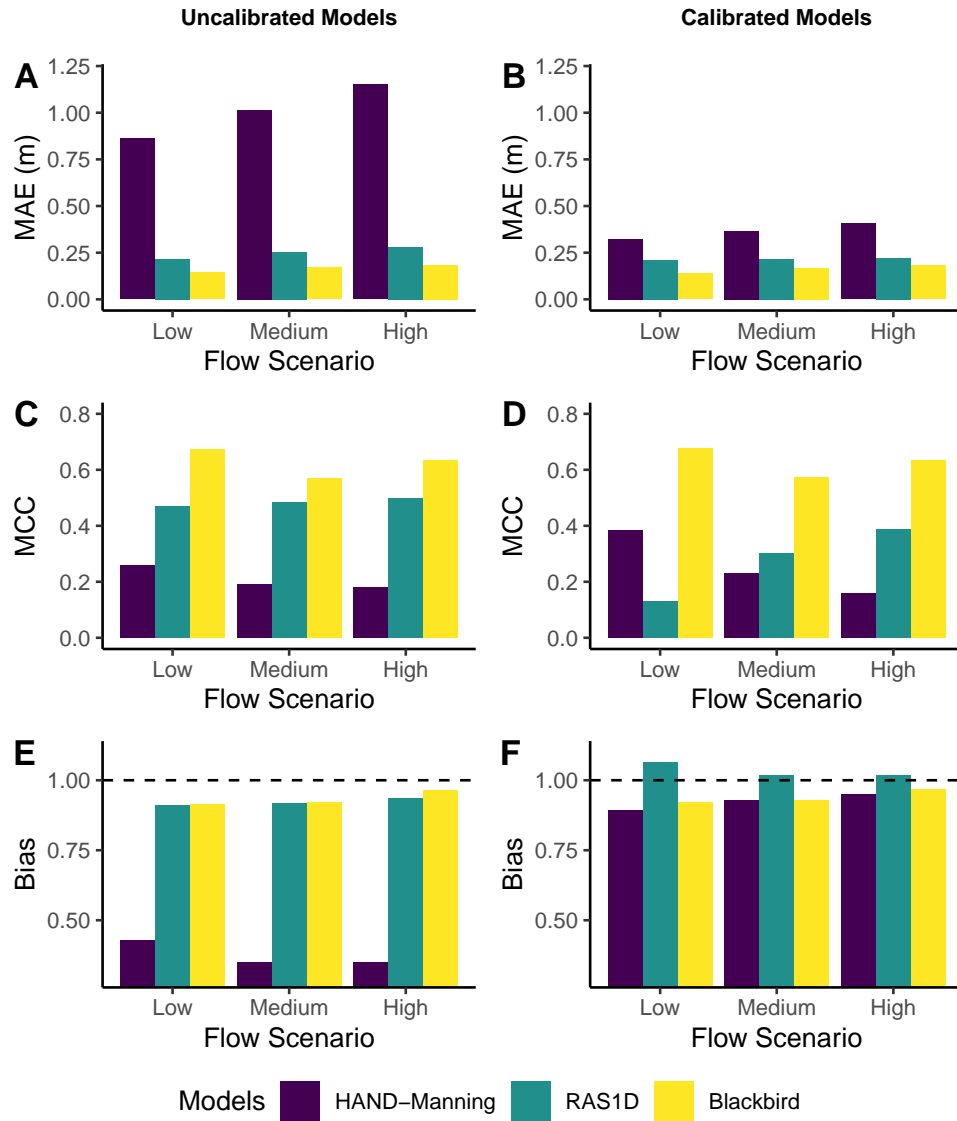 Uncalibrated Models
Calibrated Models
A
1.25
1.00
0.75
0.50
0.25
0.00
MAE (m)
Low Medium High
Flow Scenario
B
1.25
1.00
0.75
0.50
0.25
0.00
MAE (m)
Low Medium High
Flow Scenario
C
0.8
0.6
0.4
0.2
0.0
MCC
Low Medium High
Flow Scenario
D
0.8
0.6
0.4
0.2
0.0
MCC
Low Medium High
Flow Scenario
E
1.00
0.75
0.50
Bias
Low Medium High
Flow Scenario
F
1.00
0.75
0.50
Bias
Low Medium High
Flow Scenario
Models HAND−Manning RAS1D Blackbird